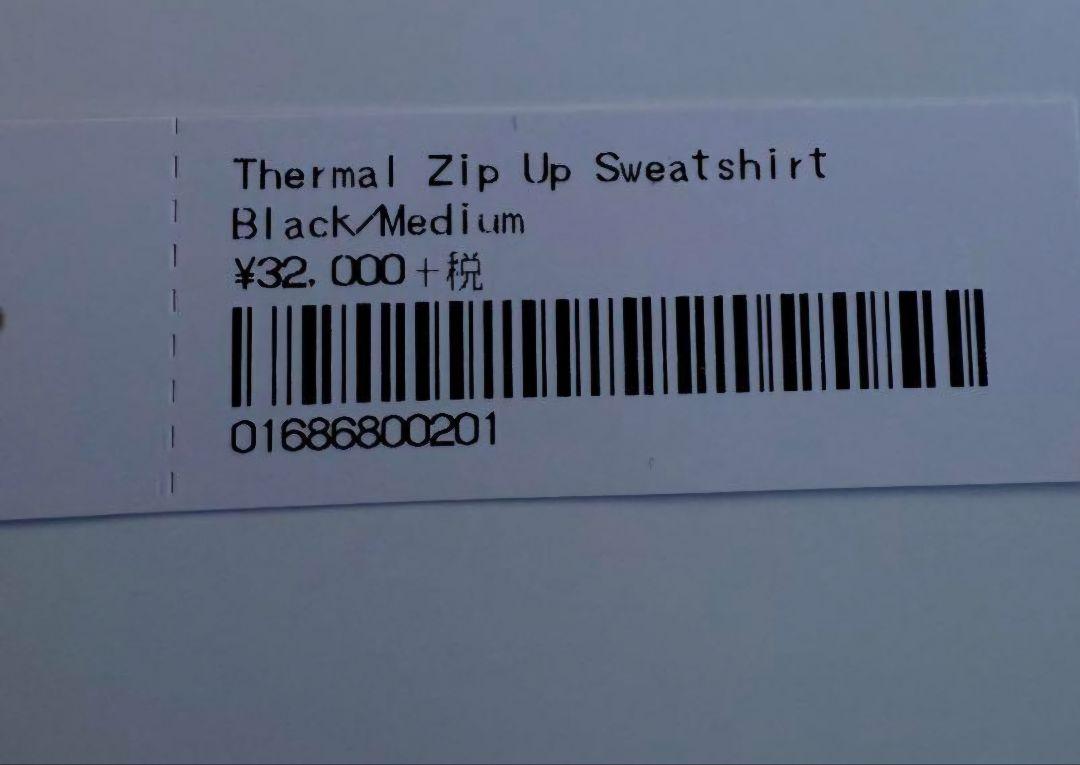 Thermal Zip Up Sweatshirt
Black/Medium
¥32,000+税
01686800201